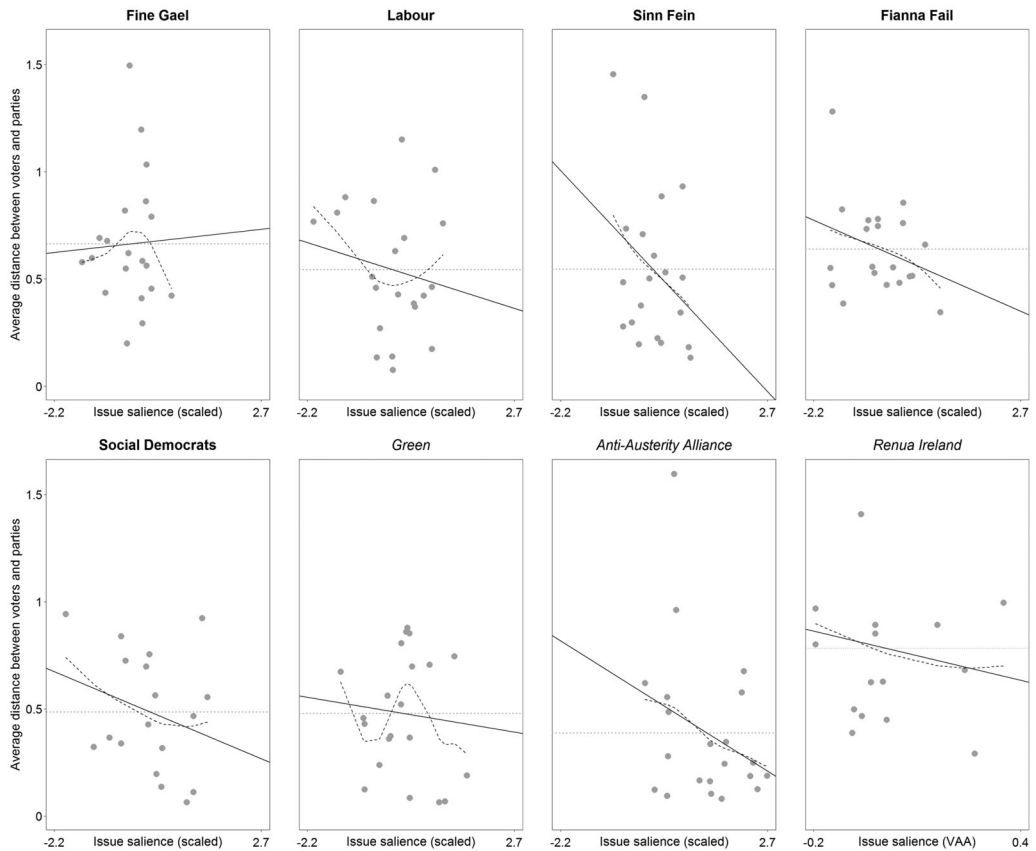 Fine Gael
Labour
Sinn Fein
Fianna Fail
Average distance between voters and parties
1.5
1
0.5
0
-2.2 Issue salience (scaled) 2.7
-2.2 Issue salience (scaled) 2.7
-2.2 Issue salience (scaled) 2.7
-2.2 Issue salience (scaled) 2.7
Social Democrats
Green
Anti-Austerity Alliance
Renua Ireland
Average distance between voters and parties
1.5
1
0.5
0
-2.2 Issue salience (scaled) 2.7
-2.2 Issue salience (scaled) 2.7
-2.2 Issue salience (scaled) 2.7
-0.2 Issue salience (VAA) 0.4